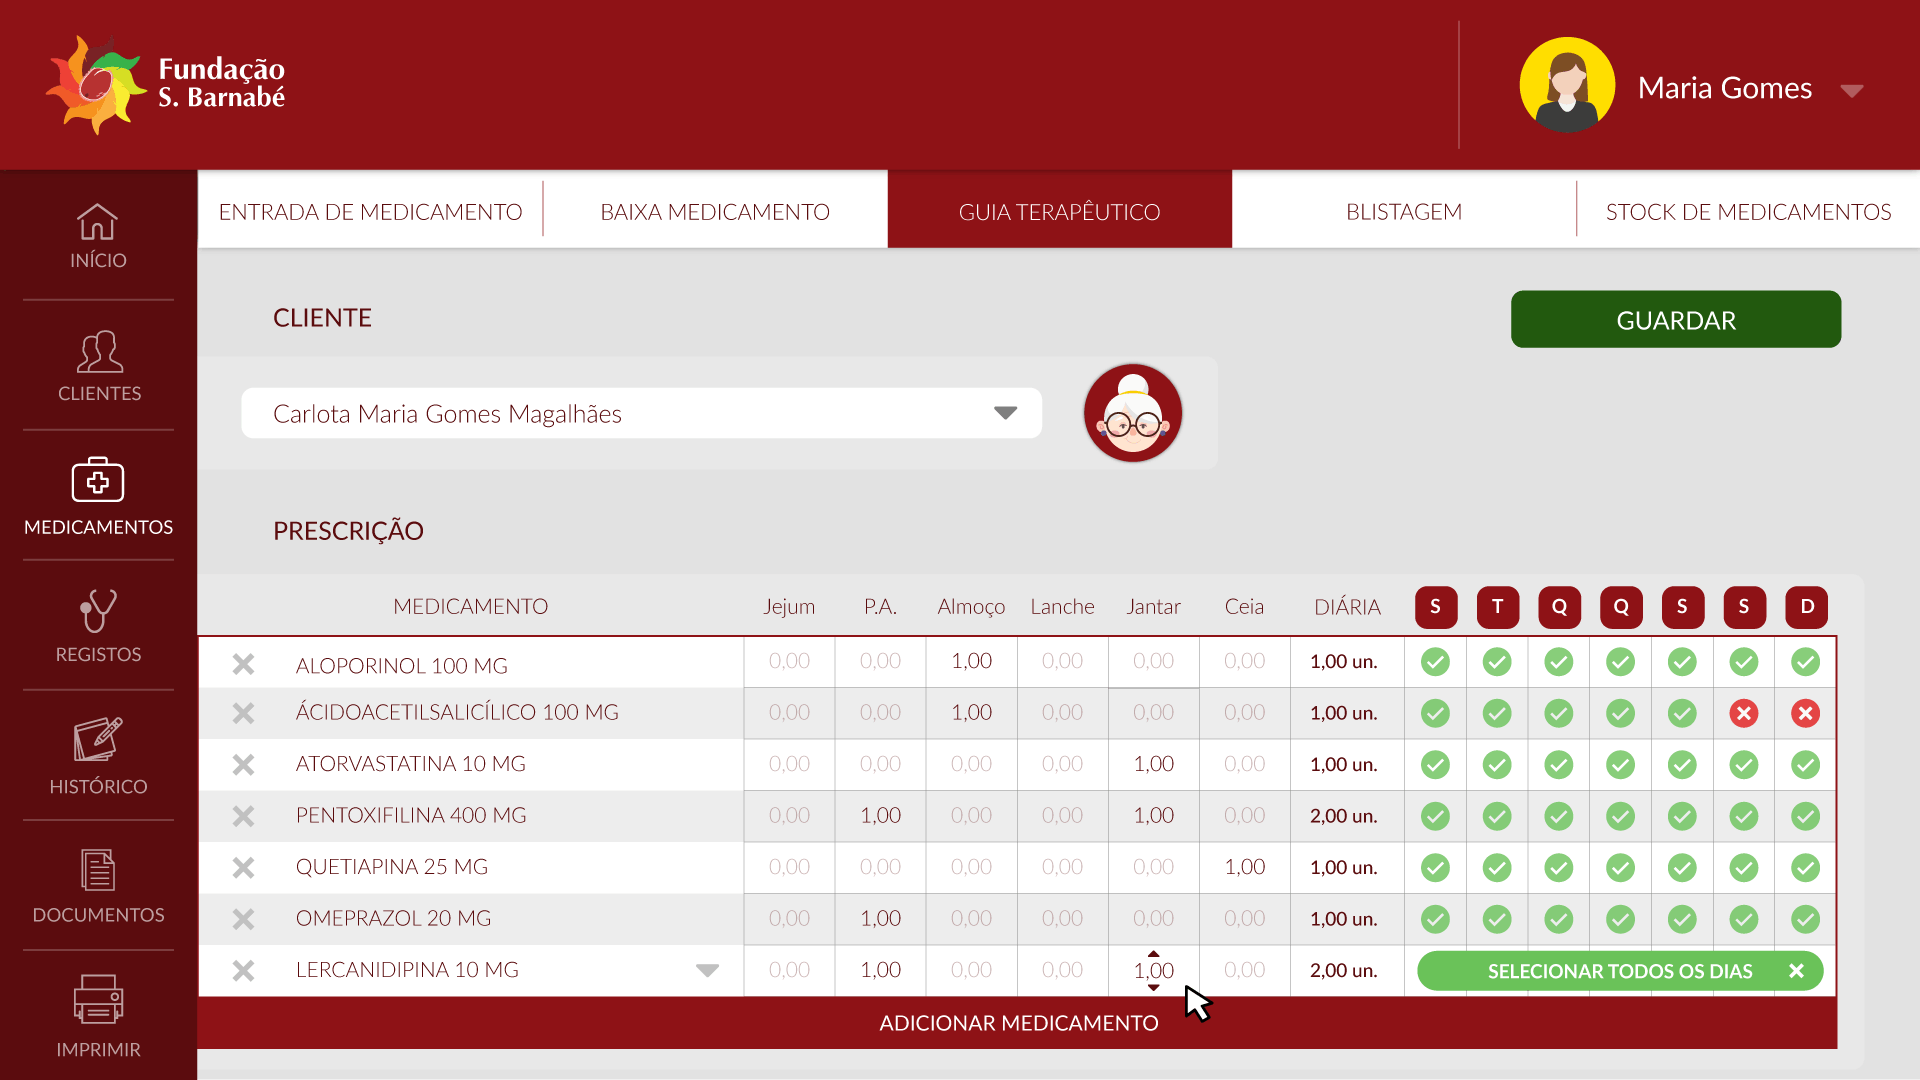 Fundação
S. Barnabé
Maria Gomes
ENTRADA DE MEDICAMENTO BAIXA MEDICAMENTO GUIA TERAPÊUTICO BLISTAGEM STOCK DE MEDICAMENTOS
INÍCIO
CLIENTES
MEDICAMENTOS
REGISTOS
HISTÓRICO
DOCUMENTOS
IMPRIMIR
CLIENTE
GUARDAR
Carlota Maria Gomes Magalhães
PRESCRIÇÃO
MEDICAMENTO Jejum P.A. Almoço Lanche Jantar Ceia DIÁRIA S T Q Q S S D
ALOPORINOL 100 MG 0,00 0,00 1,00 0,00 0,00 0,00 1,00 un.
ÁCIDOACETILSALICÍLICO 100 MG 0,00 0,00 1,00 0,00 0,00 0,00 1,00 un.
ATORVASTATINA 10 MG 0,00 0,00 0,00 0,00 1,00 0,00 1,00 un.
PENTOXIFILINA 400 MG 0,00 1,00 0,00 0,00 1,00 0,00 2,00 un.
QUETIAPINA 25 MG 0,00 0,00 0,00 0,00 0,00 1,00 1,00 un.
OMEPRAZOL 20 MG 0,00 1,00 0,00 0,00 0,00 0,00 1,00 un.
LERCANIDIPINA 10 MG 0,00 1,00 0,00 0,00 1,00 0,00 2,00 un. SELECIONAR TODOS OS DIAS
ADICIONAR MEDICAMENTO